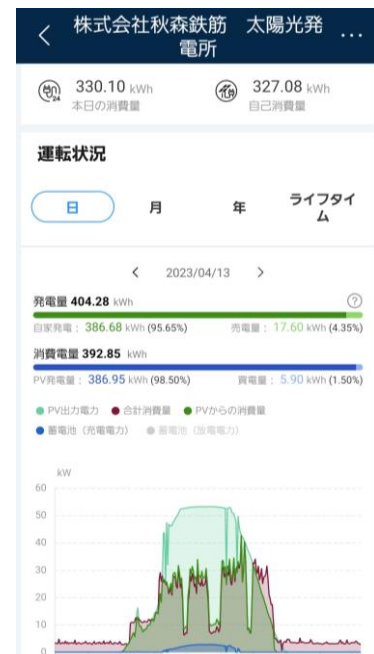 株式会社秋森鉄筋　太陽光発
電所
330.10 kWh
本日の消費量
327.08 kWh
自己消費量
運転状況
日 月 年 ライフタイ
ム
2023/04/13
発電量 404.28 kWh
自家発電： 386.68 kWh (95.65%) 売電量： 17.60 kWh (4.35%)
消費電量 392.85 kWh
PV発電量： 386.95 kWh (98.50%) 買電量： 5.90 kWh (1.50%)
PV出力電力 合計消費量 PVからの消費量
蓄電池（充電電力） 蓄電池（放電電力）
kW
60
50
40
30
20
10
0